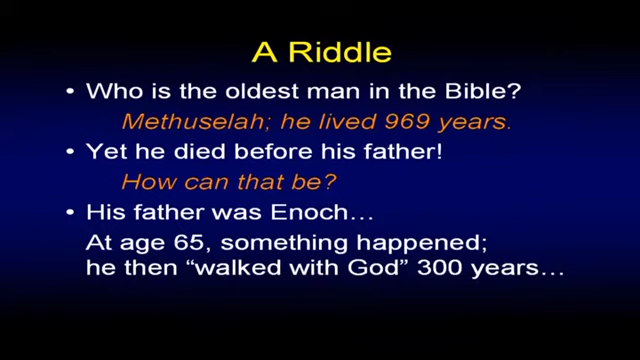 A Riddle
• Who is the oldest man in the Bible?
Methuselah; he lived 969 years.
• Yet he died before his father!
How can that be?
• His father was Enoch…
At age 65, something happened;
he then “walked with God” 300 years…